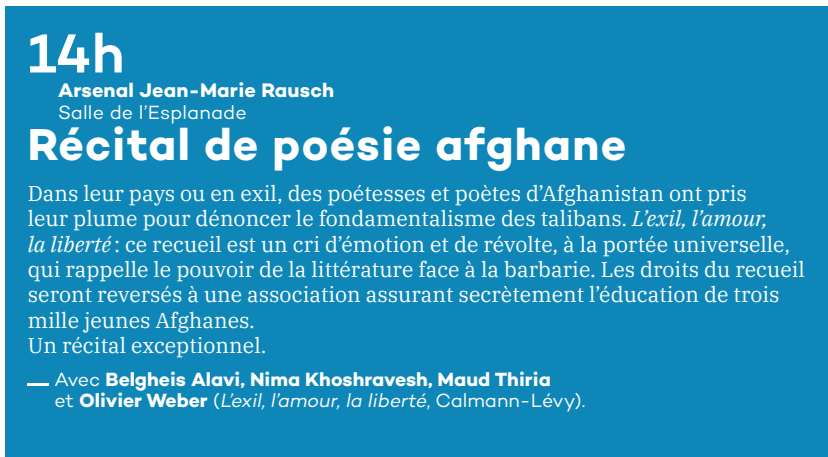 14h
Arsenal Jean-Marie Rausch
Salle de l’Esplanade
Récital de poésie afghane
Dans leur pays ou en exil, des poétesses et poètes d’Afghanistan ont pris
leur plume pour dénoncer le fondamentalisme des talibans. L’exil, l’amour,
la liberté : ce recueil est un cri d’émotion et de révolte, à la portée universelle,
qui rappelle le pouvoir de la littérature face à la barbarie. Les droits du recueil
seront reversés à une association assurant secrètement l’éducation de trois
mille jeunes Afghanes.
Un récital exceptionnel.
— Avec Belgheis Alavi, Nima Khoshravesh, Maud Thiria
et Olivier Weber (L’exil, l’amour, la liberté, Calmann-Lévy).